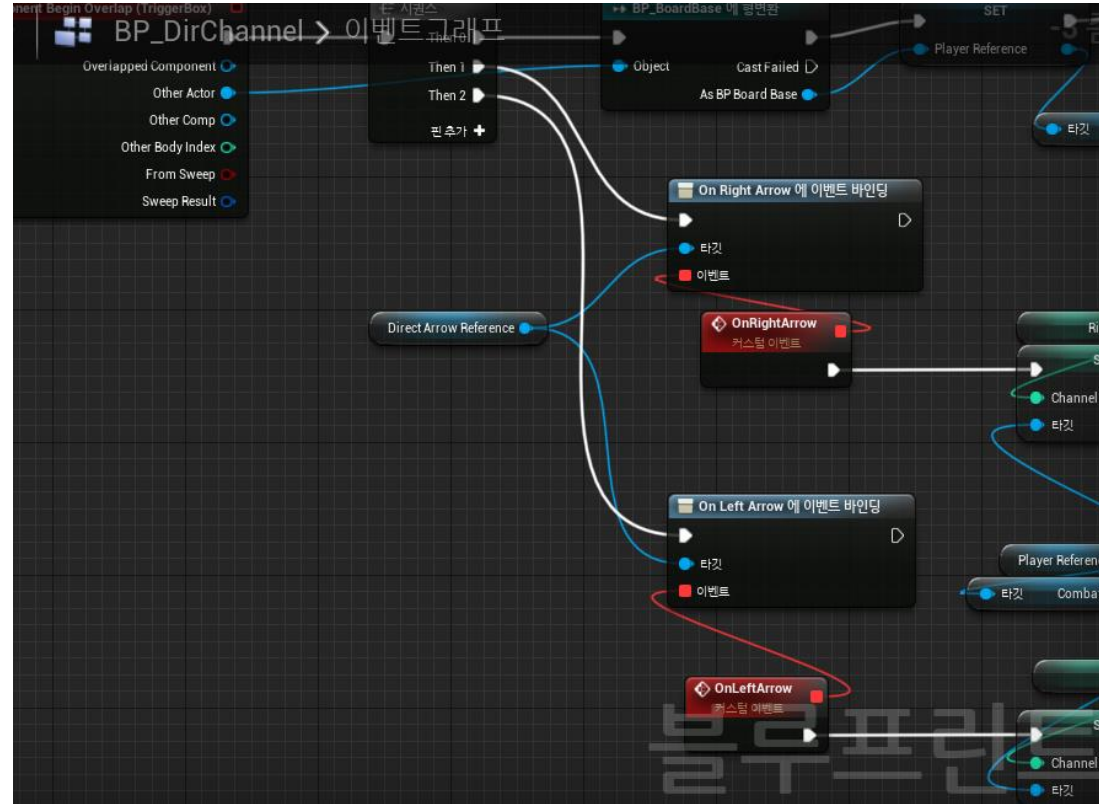 onent Begin Overlap (TriggerBox)
BP_DirChannel > 이벤트그래프
시퀀스
BP_BoardBase 에 형변환
SET
Overlapped Component
Other Actor
Other Comp
Other Body Index
From Sweep
Sweep Result
Then 0
Then 1
Then 2
핀 추가 +
Object
Cast Failed
As BP Board Base
Player Reference
타깃
On Right Arrow 에 이벤트 바인딩
타깃
이벤트
Direct Arrow Reference
OnRightArrow
커스텀 이벤트
Ri
S
Channel
타깃
On Left Arrow 에 이벤트 바인딩
타깃
이벤트
Player Referen
타깃 Comba
OnLeftArrow
커스텀 이벤트
S
Channel
타깃
블루프린트